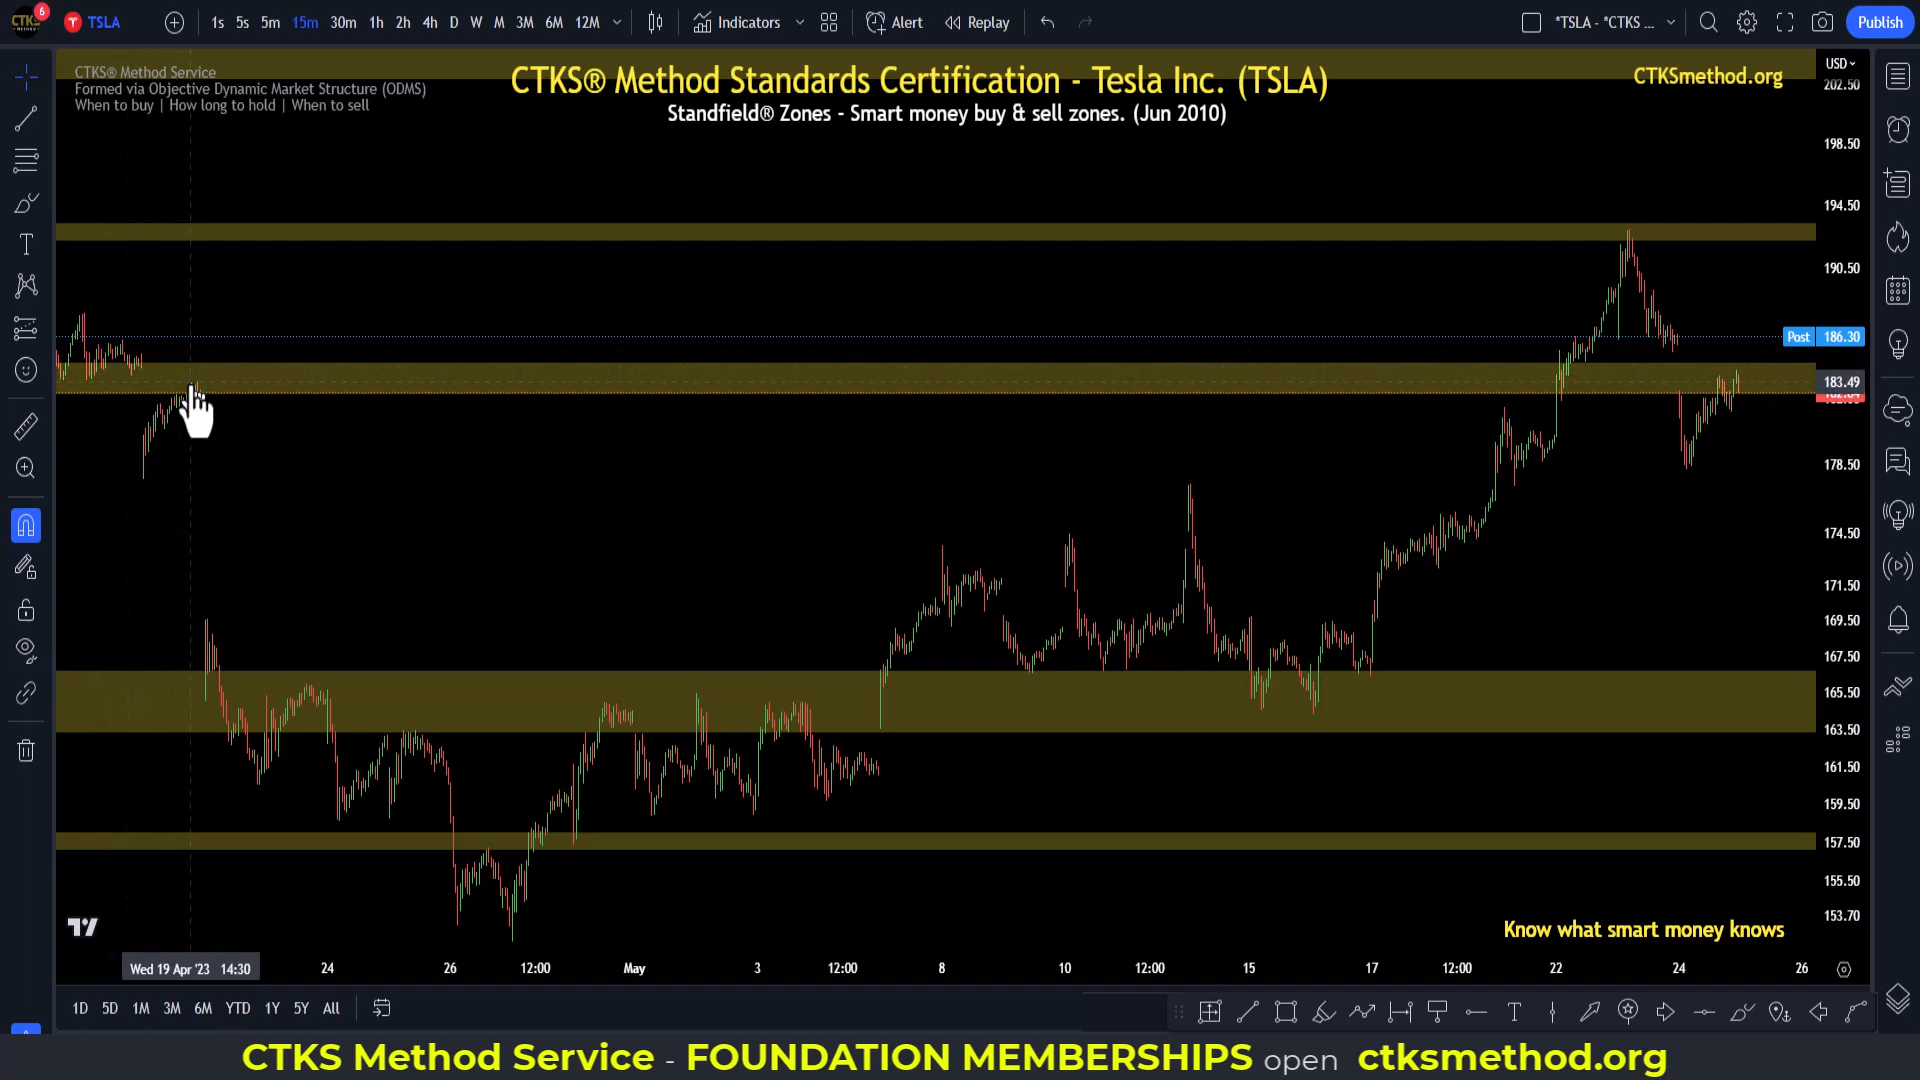 CTKS
METHOD
6
TSLA
1s 5s 5m 15m 30m 1h 2h 4h D W M 3M 6M 12M
Indicators
Alert
Replay
*TSLA - *CTKS ...
Publish
CTKS® Method Service
Formed via Objective Dynamic Market Structure (ODMS)
When to buy | How long to hold | When to sell
CTKS® Method Standards Certification - Tesla Inc. (TSLA)
Standfield® Zones - Smart money buy & sell zones. (Jun 2010)
CTKSmethod.org
USD
202.50
198.50
194.50
190.50
Post 186.30
183.49
178.50
174.50
171.50
169.50
167.50
165.50
163.50
161.50
159.50
157.50
155.50
153.70
Know what smart money knows
Wed 19 Apr '23 14:30 24 26 12:00 May 3 12:00 8 10 12:00 15 17 12:00 22 24 26
1D 5D 1M 3M 6M YTD 1Y 5Y All
CTKS Method Service - FOUNDATION MEMBERSHIPS open ctksmethod.org